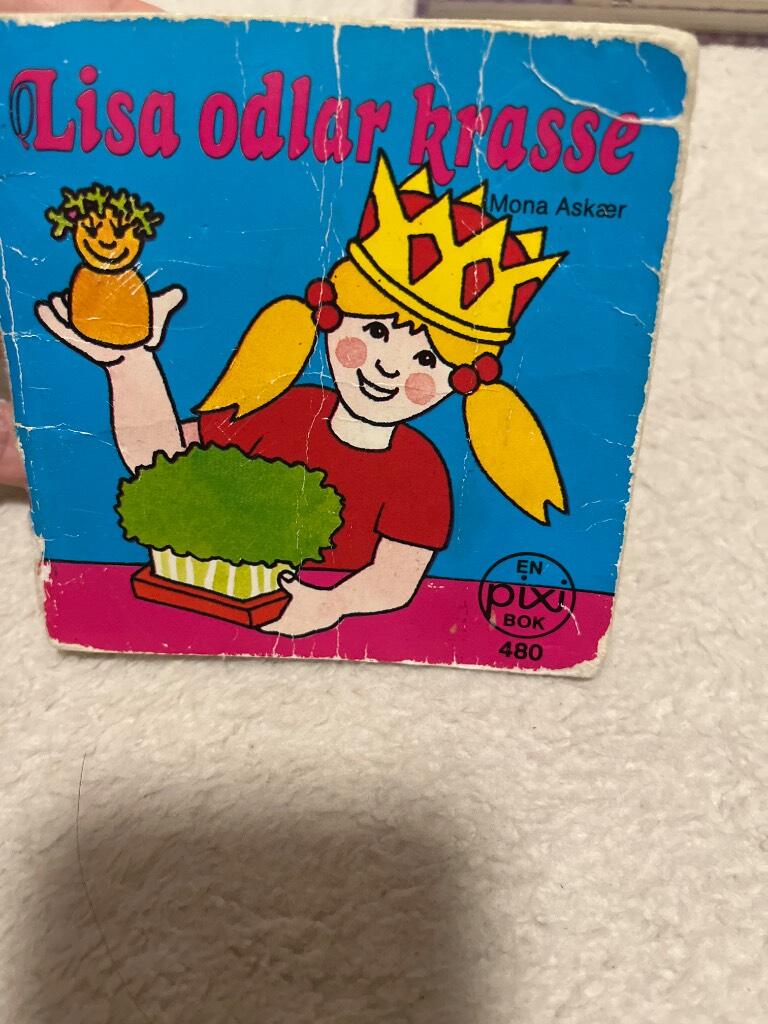 Lisa odlar krasse
Mona Askær
EN
pixi
BOK
480